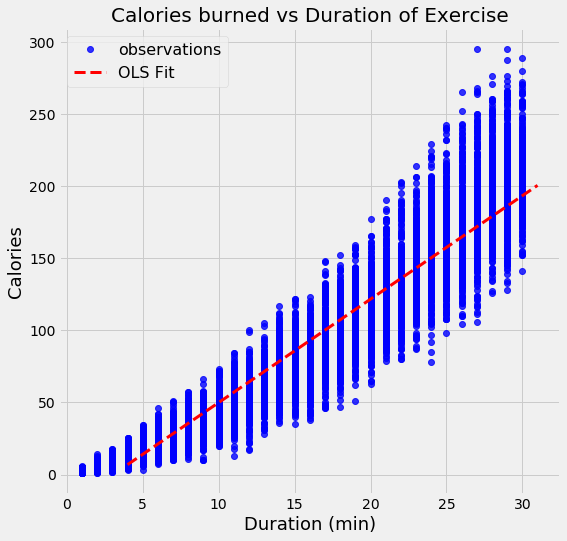 Calories burned vs Duration of Exercise
observations
OLS Fit
300
250
200
150
100
50
0
Calories
0 5 10 15 20 25 30
Duration (min)